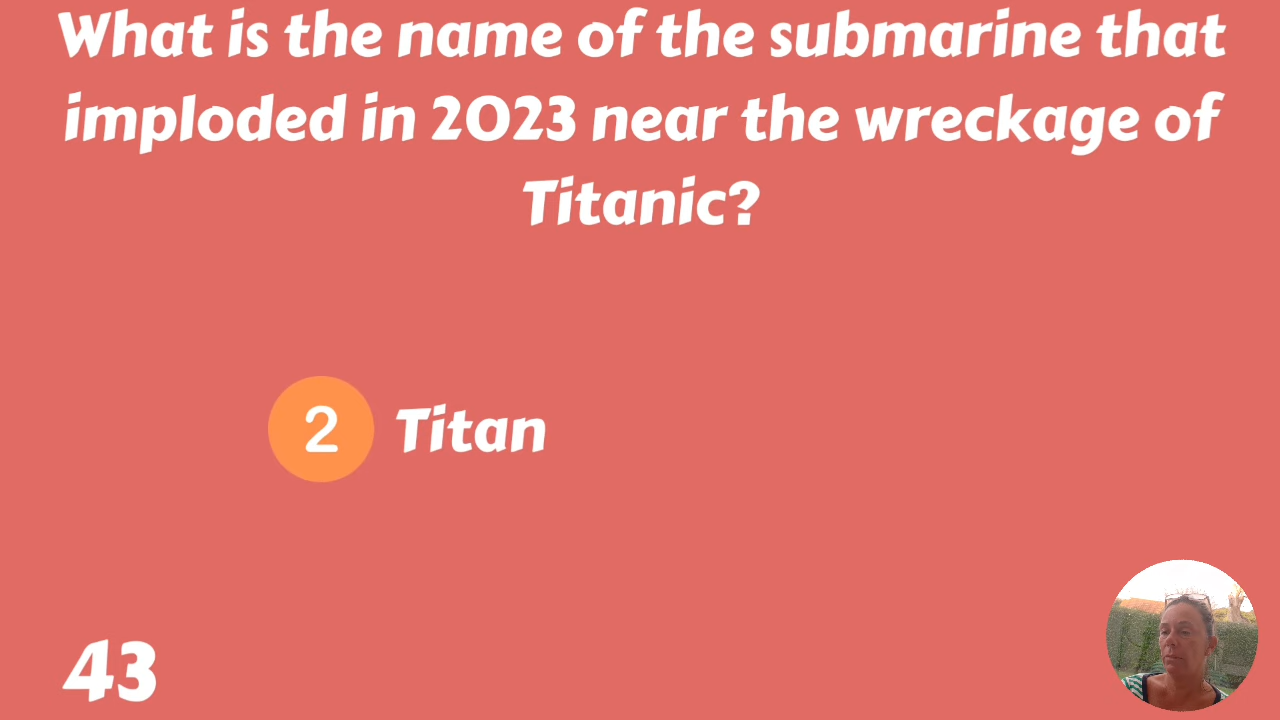 What is the name of the submarine that
imploded in 2023 near the wreckage of
Titanic?
2 Titan
43